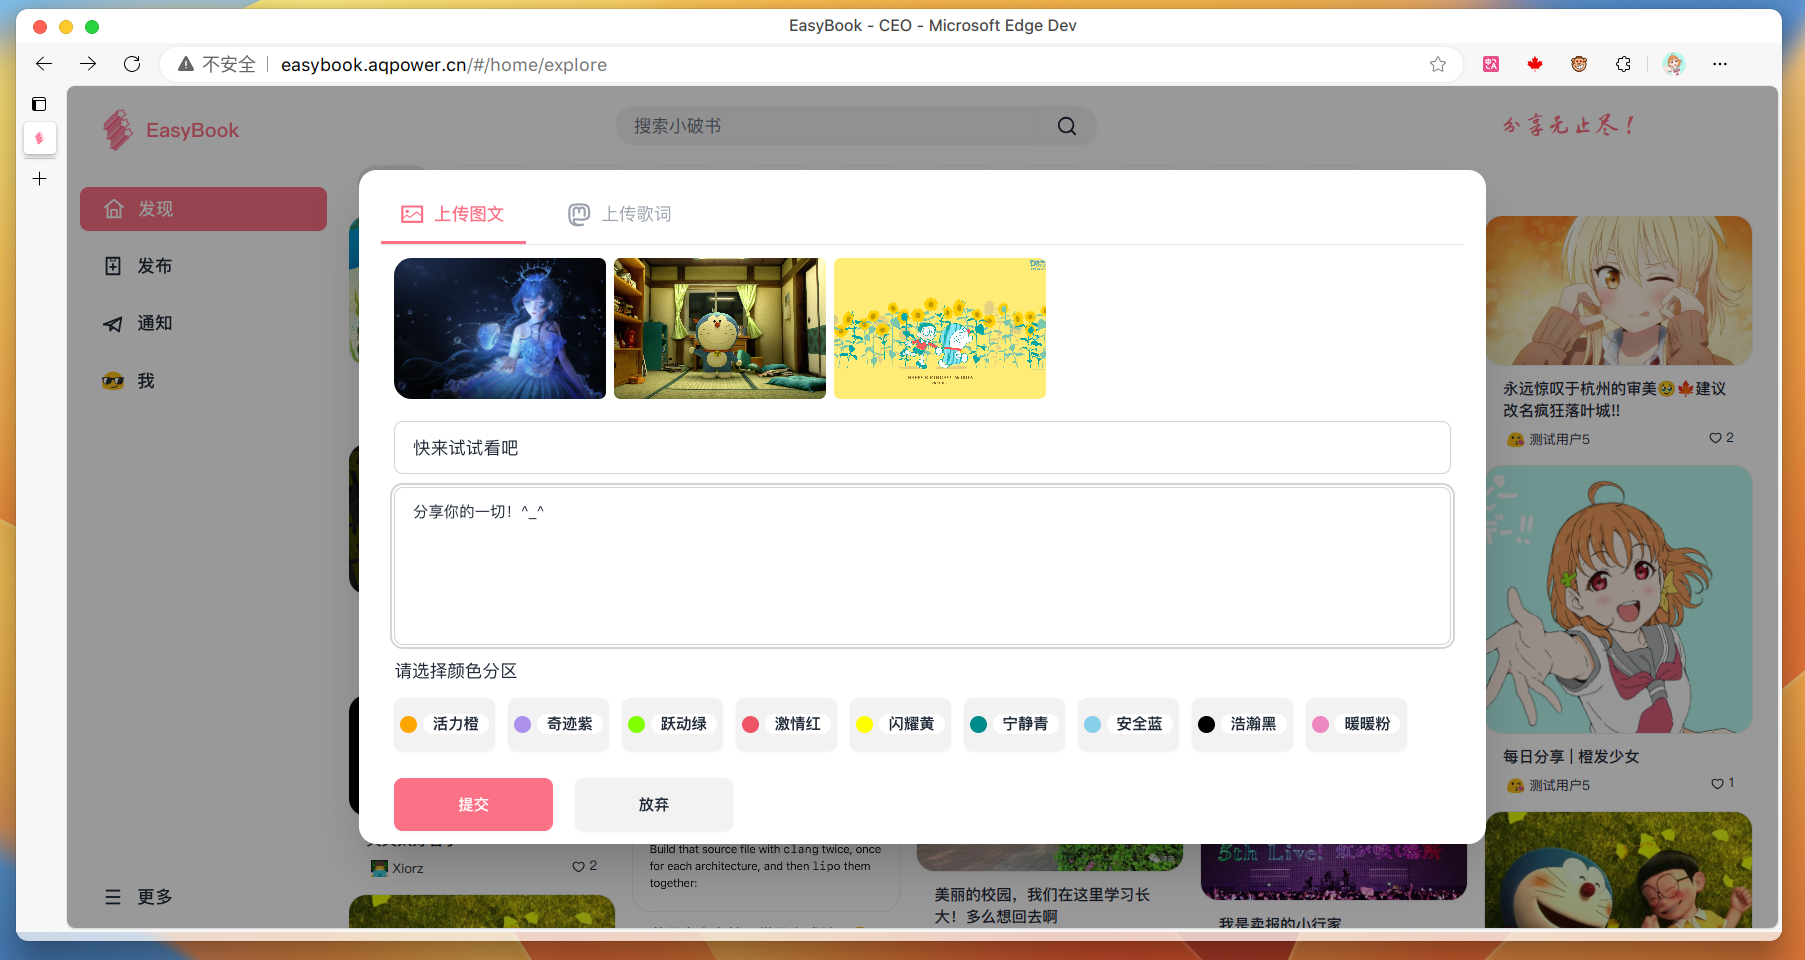 EasyBook - CEO - Microsoft Edge Dev
不安全
easybook.aqpower.cn/#/home/explore
EasyBook
搜索小破书
分享无止尽！
发现
发布
通知
我
更多
上传图文
上传歌词
快来试试看吧
分享你的一切！^_^
请选择颜色分区
活力橙
奇迹紫
跃动绿
激情红
闪耀黄
宁静青
安全蓝
浩瀚黑
暖暖粉
提交
放弃
永远惊叹于杭州的审美🥹🍁建议
改名疯狂落叶城!!
测试用户5
2
每日分享 | 橙发少女
测试用户5
1
Xiorz
2
Build that source file with clang twice, once
for each architecture, and then lipo them
together:
美丽的校园，我们在这里学习长
大！多么想回去啊
5th Live!
我是卖报的小行家